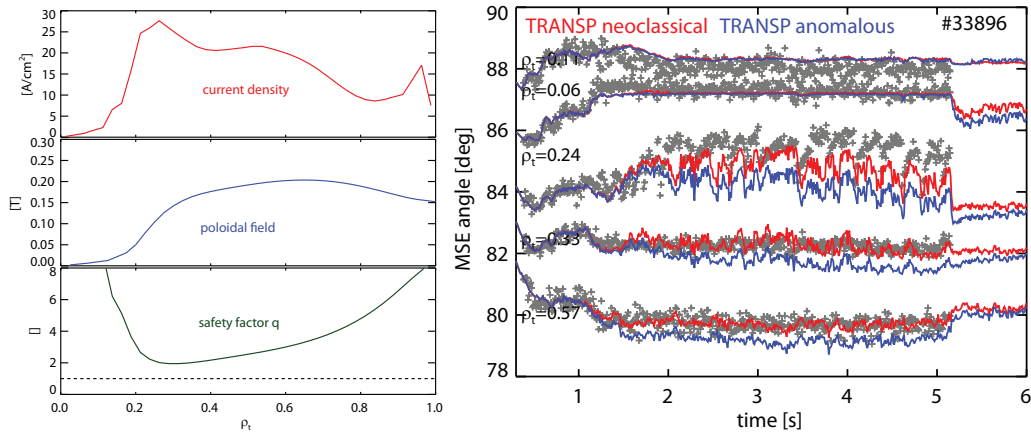 [A/cm²]
30
25
20
15
10
5
0
current density
[T]
0.30
0.20
0.15
0.10
0.05
0.00
poloidal field
[]
8
6
4
2
0
safety factor q
0.0
0.2
0.4
0.6
0.8
1.0
ρt
TRANSP neoclassical
TRANSP anomalous
#33896
MSE angle [deg]
90
88
86
84
82
80
78
ρt=0.11
ρt=0.06
ρt=0.24
ρt=0.33
ρt=0.57
1
2
3
4
5
6
time [s]